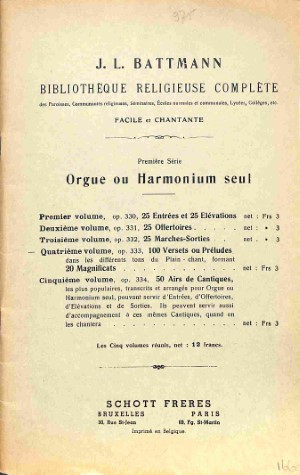 J. L. BATTMANN
BIBLIOTHÈQUE RELIGIEUSE COMPLÈTE
des Paroisses, Communautés religieuses, Séminaires, Écoles normales et communales, Lycées, Collèges, etc.
FACILE et CHANTANTE
Première Série
Orgue ou Harmonium seul
Premier volume, op. 330, 25 Entrées et 25 Elévations net : Frs 3
Deuxième volume, op. 331, 25 Offertoires . . . . . net : • 3
Troisième volume, op. 332, 25 Marches-Sorties . . . net : • 3
Quatrième volume, op. 333, 100 Versets ou Préludes
dans les différents tons du Plain-chant, formant
20 Magnificats . . . . . . . . . . . . net : Frs 3
Cinquième volume, op. 334, 50 Airs de Cantiques,
les plus populaires, transcrits et arrangés pour Orgue ou
Harmonium seul, pouvant servir d'Entrées, d'Offertoires,
d'Elévations et de Sorties. Ils peuvent servir aussi
d'accompagnement à ces mêmes Cantiques, quand on
les chantera . . . . . . . . . . . . net : Frs 3
Les Cinq volumes réunis, net : 12 francs.
SCHOTT FRERES
BRUXELLES PARIS
30, Rue St-Jean 69, Fg. St-Martin
Imprimé en Belgique.